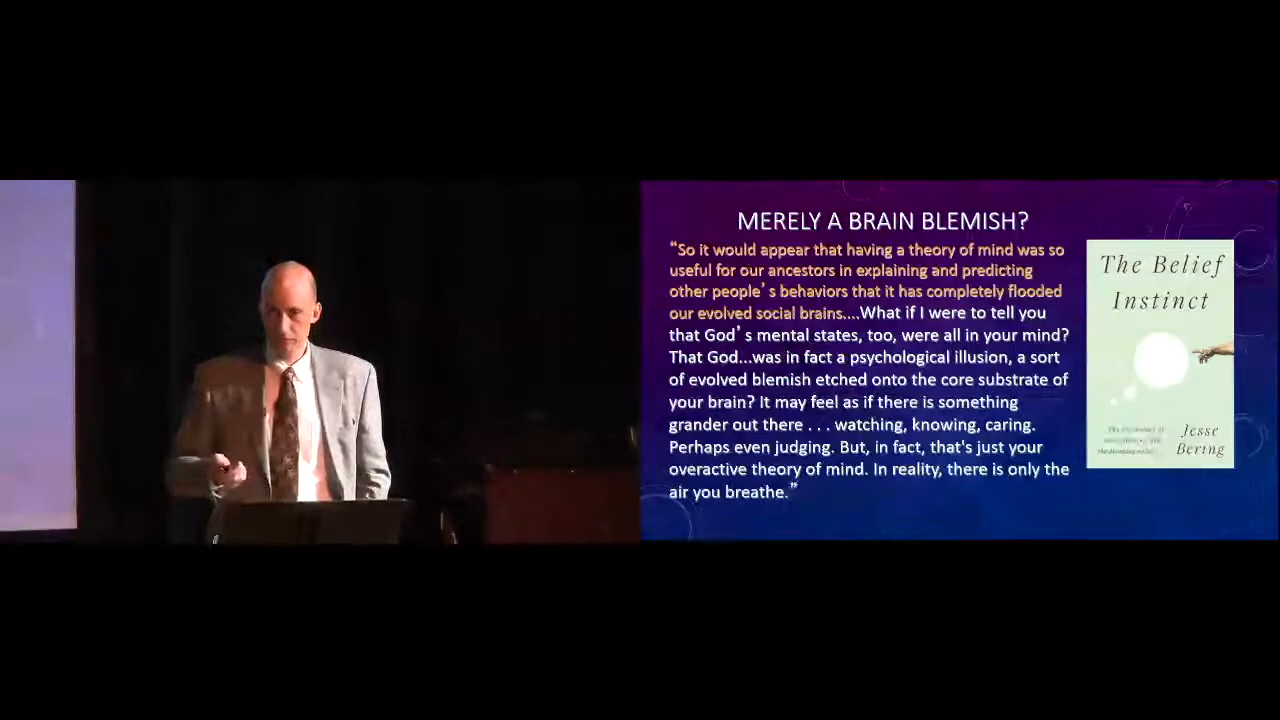 MERELY A BRAIN BLEMISH?
“So it would appear that having a theory of mind was so
useful for our ancestors in explaining and predicting
other people’s behaviors that it has completely flooded
our evolved social brains....What if I were to tell you
that God’s mental states, too, were all in your mind?
That God...was in fact a psychological illusion, a sort
of evolved blemish etched onto the core substrate of
your brain? It may feel as if there is something
grander out there . . . watching, knowing, caring.
Perhaps even judging. But, in fact, that's just your
overactive theory of mind. In reality, there is only the
air you breathe.”
The Belief
Instinct
Jesse
Bering